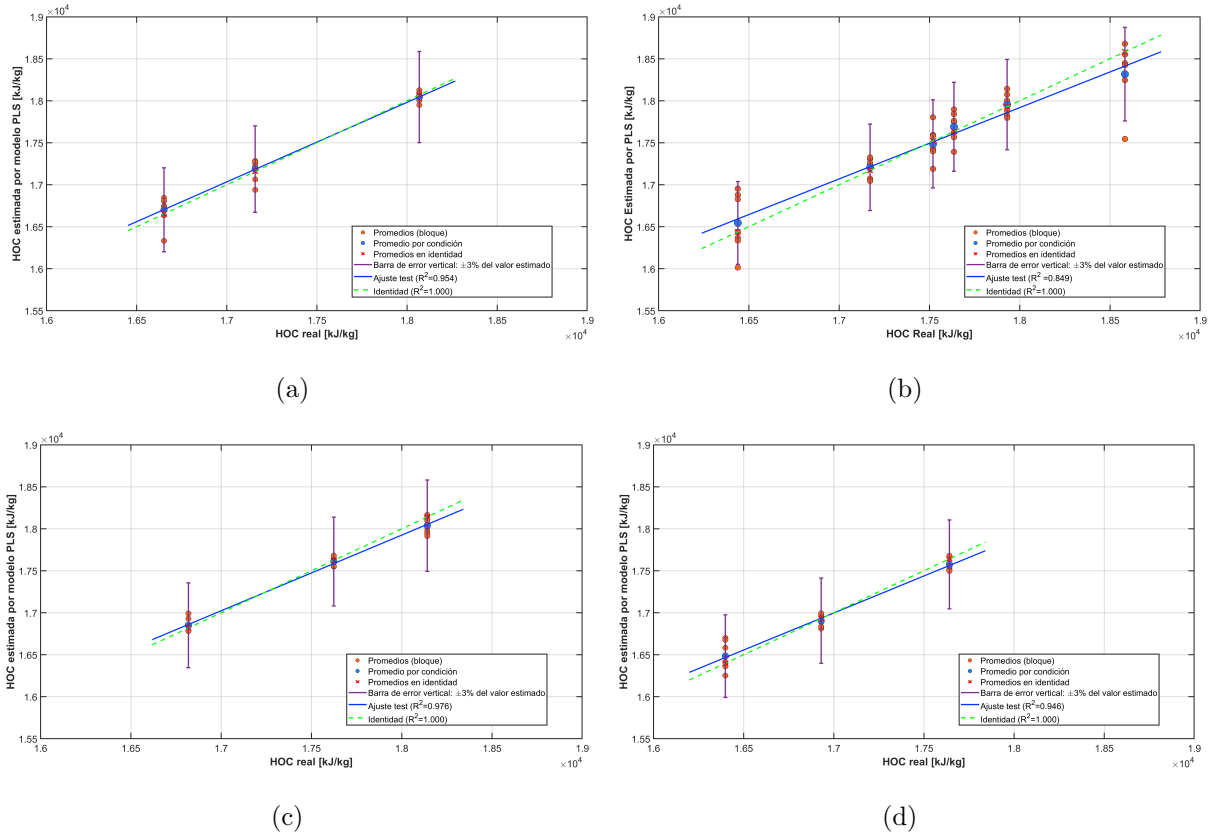 ×10⁴
1.9
1.85
1.8
1.75
1.7
1.65
1.6
1.55
HOC estimada por modelo PLS [kJ/kg]
Promedios (bloque)
Promedio por condición
Promedios en identidad
Barra de error vertical: ±3% del valor estimado
Ajuste test (R²=0.954)
Identidad (R²=1.000)
1.6 1.65 1.7 1.75 1.8 1.85 1.9
HOC real [kJ/kg]
×10⁴
(a)
×10⁴
1.9
1.85
1.8
1.75
1.7
1.65
1.6
1.55
HOC Estimada por PLS [kJ/kg]
Promedios (bloque)
Promedio por condición
Promedios en identidad
Barra de error vertical: ±3% del valor estimado
Ajuste test (R² =0.849)
Identidad (R²=1.000)
1.6 1.65 1.7 1.75 1.8 1.85 1.9
HOC Real [kJ/kg]
×10⁴
(b)
×10⁴
1.9
1.85
1.8
1.75
1.7
1.65
1.6
1.55
HOC estimada por modelo PLS [kJ/kg]
Promedios (bloque)
Promedio por condición
Promedios en identidad
Barra de error vertical: ±3% del valor estimado
Ajuste test (R²=0.976)
Identidad (R²=1.000)
1.6 1.65 1.7 1.75 1.8 1.85 1.9
HOC real [kJ/kg]
×10⁴
(c)
×10⁴
1.9
1.85
1.8
1.75
1.7
1.65
1.6
1.55
HOC estimada por modelo PLS [kJ/kg]
Promedios (bloque)
Promedio por condición
Promedios en identidad
Barra de error vertical: ±3% del valor estimado
Ajuste test (R²=0.946)
Identidad (R²=1.000)
1.6 1.65 1.7 1.75 1.8 1.85 1.9
HOC real [kJ/kg]
×10⁴
(d)